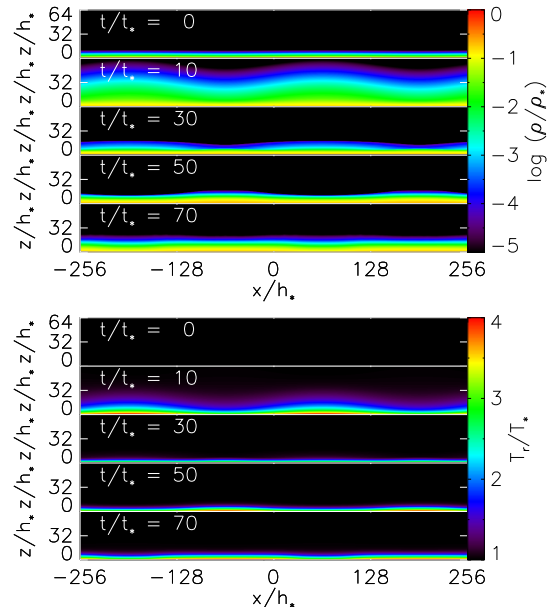 64
32
0
z/h* z/h*
t/t* = 0
t/t* = 10
32
0
z/h*
t/t* = 30
32
0
z/h*
t/t* = 50
32
0
z/h*
t/t* = 70
32
0
z/h*
-256 -128 0 128 256
x/h*
0
-1
-2
-3
-4
-5
log (ρ/ρ*)
64
32
0
z/h* z/h*
t/t* = 0
t/t* = 10
32
0
z/h*
t/t* = 30
32
0
z/h*
t/t* = 50
32
0
z/h*
t/t* = 70
32
0
-256 -128 0 128 256
x/h*
4
3
2
1
Tr/T*